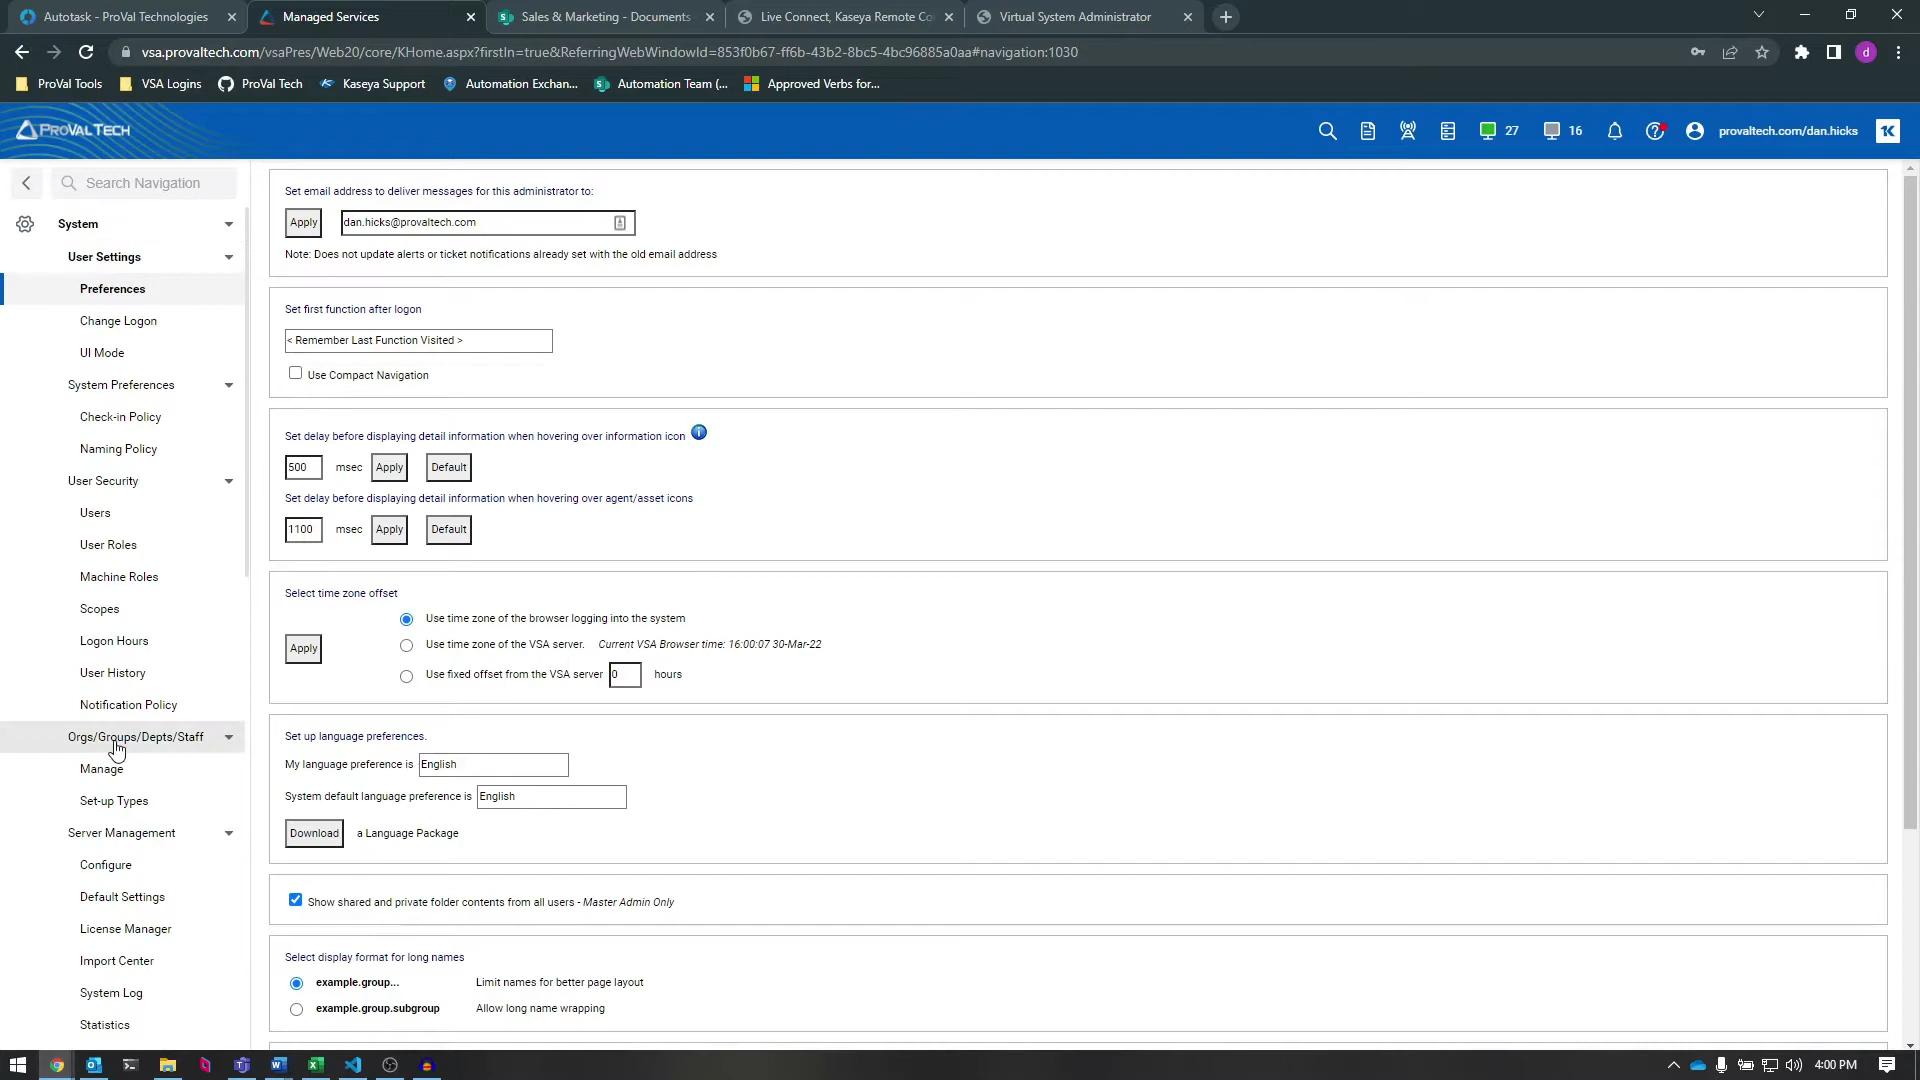 Autotask - ProVal Technologies
Managed Services
Sales & Marketing - Documents
Live Connect, Kaseya Remote Co
Virtual System Administrator
vsa.provaltech.com/vsaPres/Web20/core/KHome.aspx?firstIn=true&ReferringWebWindowId=853f0b67-ff6b-43b2-8bc5-4bc96885a0aa#navigation:1030
d
ProVal Tools
VSA Logins
ProVal Tech
Kaseya Support
Automation Exchan...
Automation Team (...
Approved Verbs for...
PROVAL TECH
27
16
provaltech.com/dan.hicks
Search Navigation
System
User Settings
Preferences
Change Logon
UI Mode
System Preferences
Check-in Policy
Naming Policy
User Security
Users
User Roles
Machine Roles
Scopes
Logon Hours
User History
Notification Policy
Orgs/Groups/Depts/Staff
Manage
Set-up Types
Server Management
Configure
Default Settings
License Manager
Import Center
System Log
Statistics
Set email address to deliver messages for this administrator to:
Apply
dan.hicks@provaltech.com
Note: Does not update alerts or ticket notifications already set with the old email address
Set first function after logon
< Remember Last Function Visited >
Use Compact Navigation
Set delay before displaying detail information when hovering over information icon
500 msec Apply Default
Set delay before displaying detail information when hovering over agent/asset icons
1100 msec Apply Default
Select time zone offset
Use time zone of the browser logging into the system
Use time zone of the VSA server. Current VSA Browser time: 16:00:07 30-Mar-22
Apply
Use fixed offset from the VSA server 0 hours
Set up language preferences.
My language preference is English
System default language preference is English
Download a Language Package
Show shared and private folder contents from all users - Master Admin Only
Select display format for long names
example.group... Limit names for better page layout
example.group.subgroup Allow long name wrapping
4:00 PM